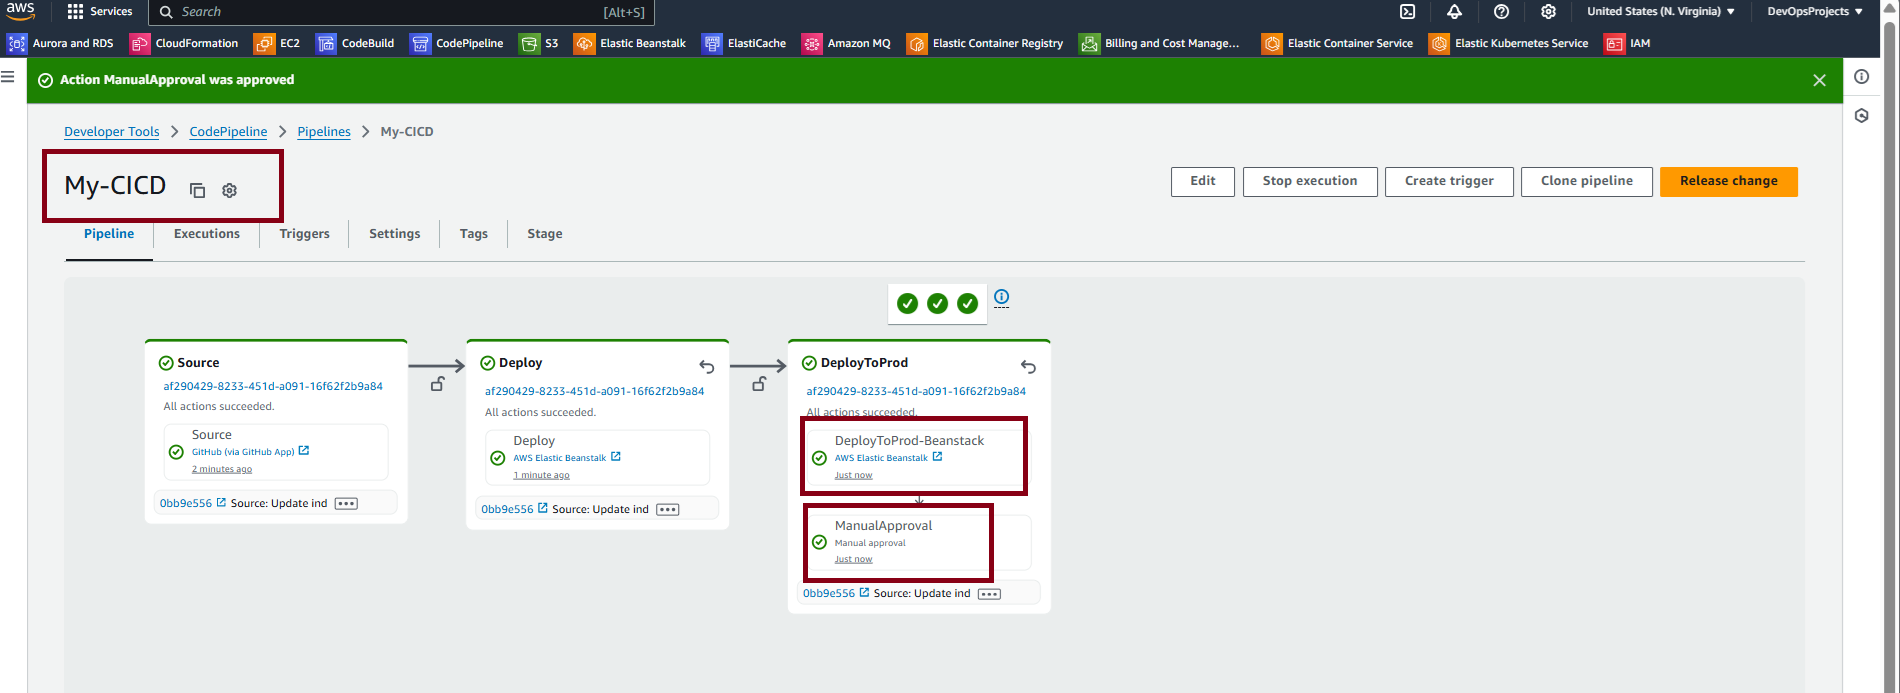 aws Services Search [Alt+S] United States (N. Virginia) DevOpsProjects
Aurora and RDS CloudFormation EC2 CodeBuild CodePipeline S3 Elastic Beanstalk ElastiCache Amazon MQ Elastic Container Registry Billing and Cost Manage... Elastic Container Service Elastic Kubernetes Service IAM
Action ManualApproval was approved
Developer Tools CodePipeline Pipelines My-CICD
My-CICD
Edit Stop execution Create trigger Clone pipeline Release change
Pipeline Executions Triggers Settings Tags Stage
Source
af290429-8233-451d-a091-16f62f2b9a84
All actions succeeded.
Source
GitHub (via GitHub App)
2 minutes ago
0bb9e556 Source: Update ind
Deploy
af290429-8233-451d-a091-16f62f2b9a84
All actions succeeded.
Deploy
AWS Elastic Beanstalk
1 minute ago
0bb9e556 Source: Update ind
DeployToProd
af290429-8233-451d-a091-16f62f2b9a84
All actions succeeded.
DeployToProd-Beanstack
AWS Elastic Beanstalk
Just now
ManualApproval
Manual approval
Just now
0bb9e556 Source: Update ind